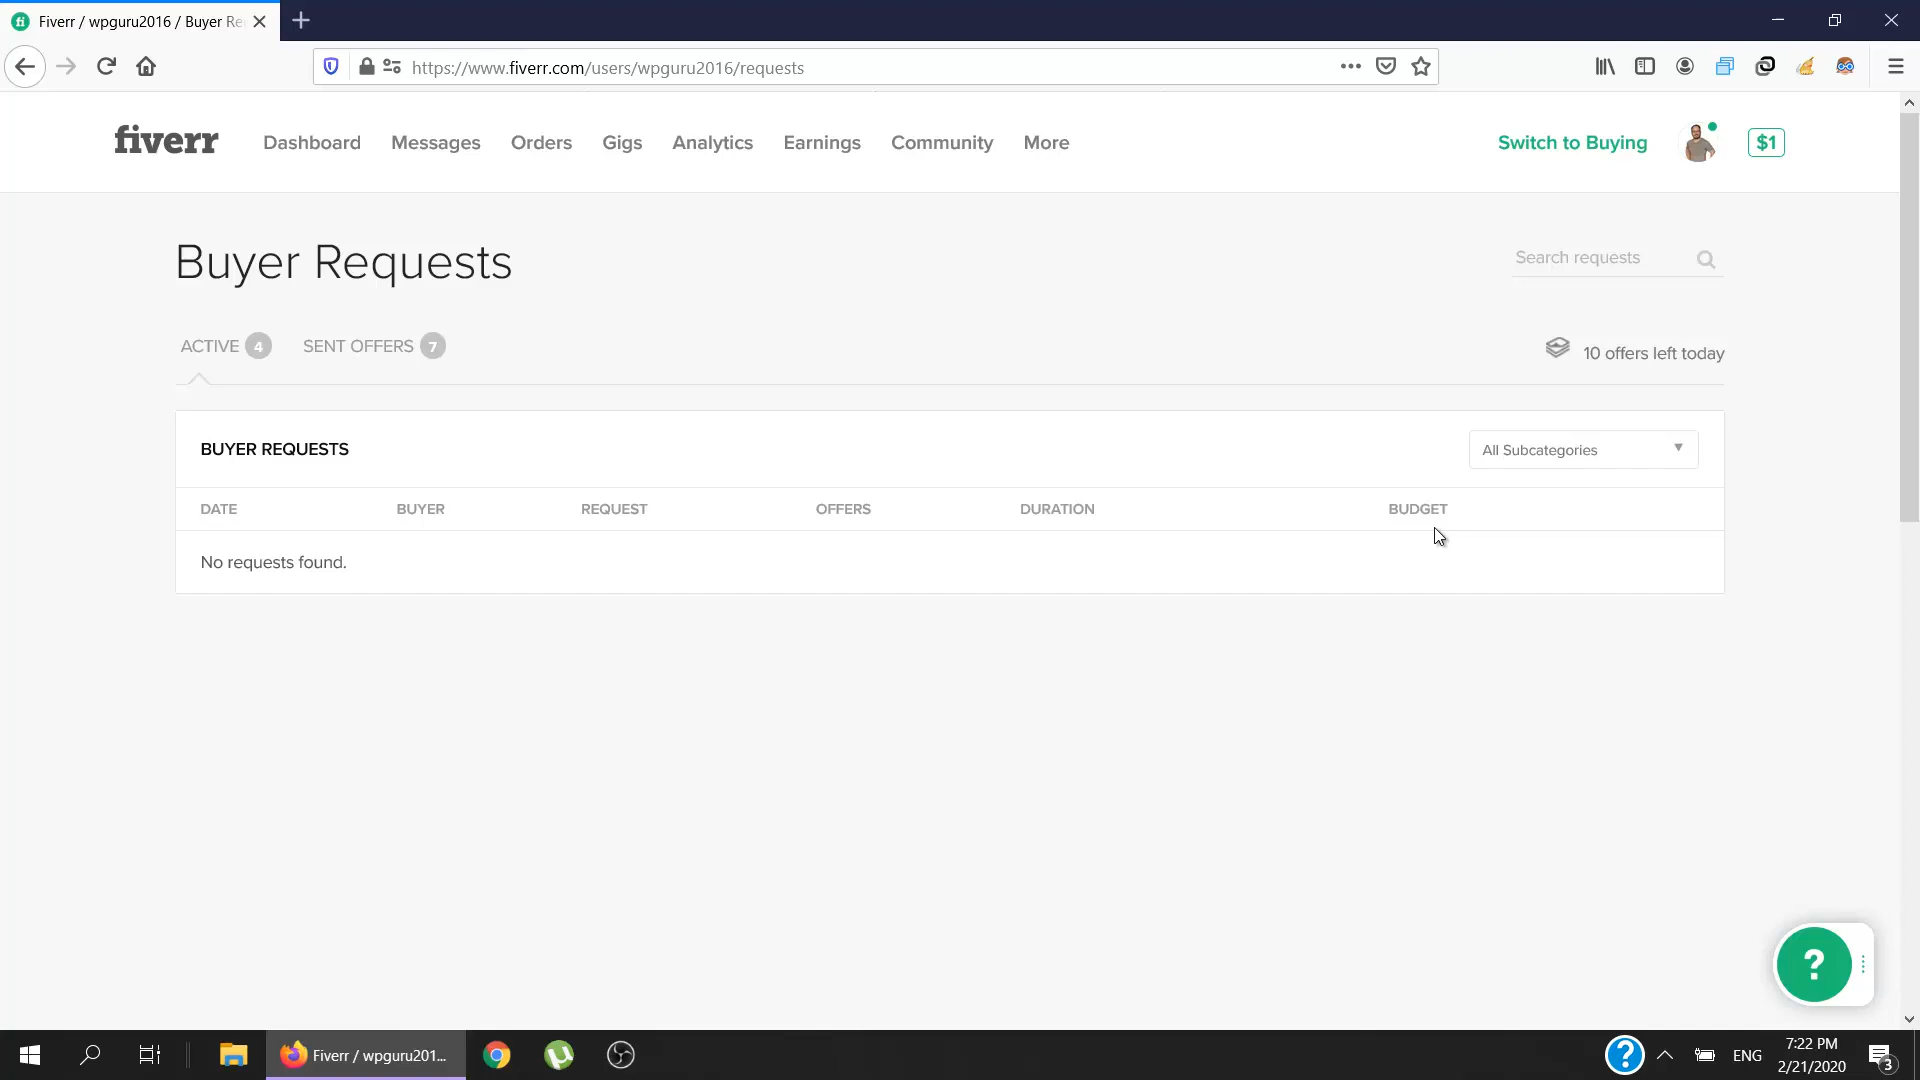 Fiverr / wpguru2016 / Buyer Re
https://www.fiverr.com/users/wpguru2016/requests
fiverr Dashboard Messages Orders Gigs Analytics Earnings Community More Switch to Buying $1
Buyer Requests
Search requests
ACTIVE 4 SENT OFFERS 7
10 offers left today
BUYER REQUESTS
All Subcategories
DATE BUYER REQUEST OFFERS DURATION BUDGET
No requests found.
?
Fiverr / wpguru201...
? ENG
7:22 PM
2/21/2020
3